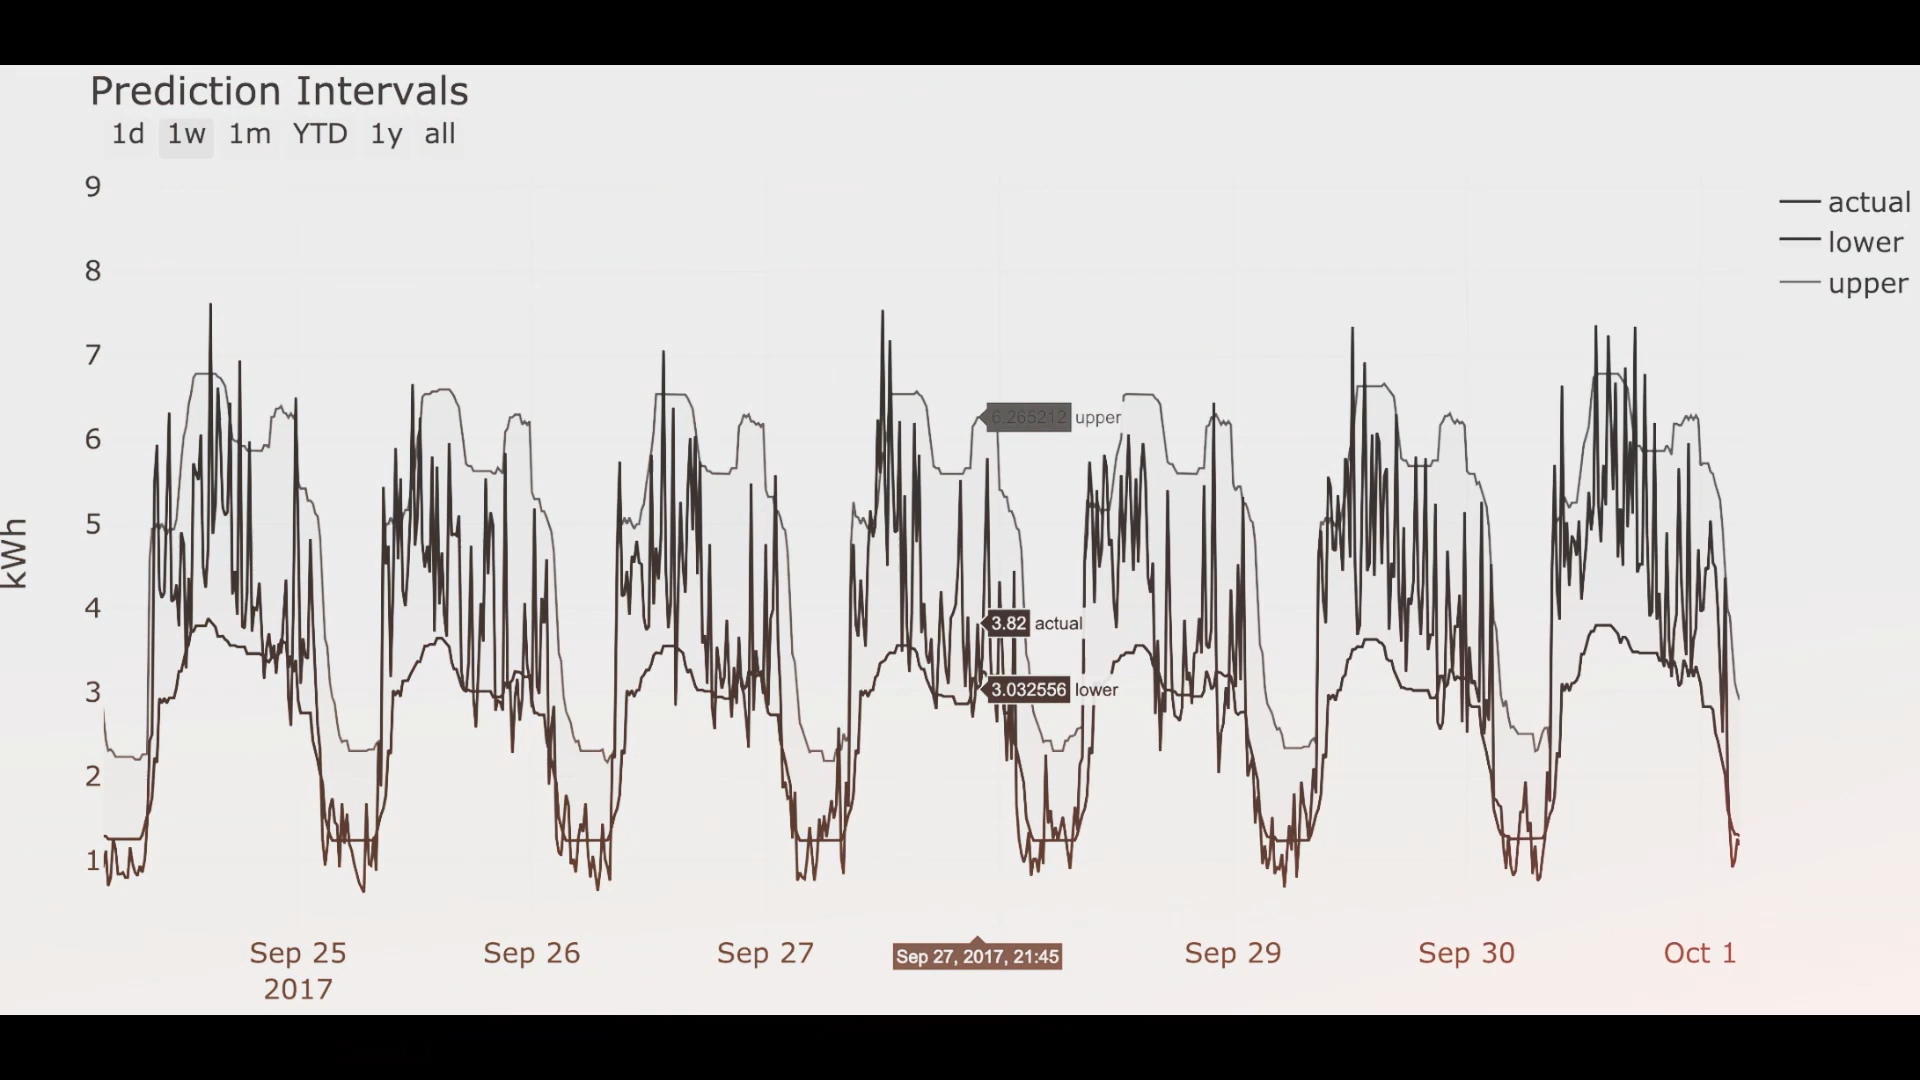 Prediction Intervals
1d 1w 1m YTD 1y all
9
8
7
6
5
4
3
2
1
kWh
actual
lower
upper
6.265212 upper
3.82 actual
3.032556 lower
Sep 25
2017
Sep 26
Sep 27
Sep 27, 2017, 21:45
Sep 29
Sep 30
Oct 1